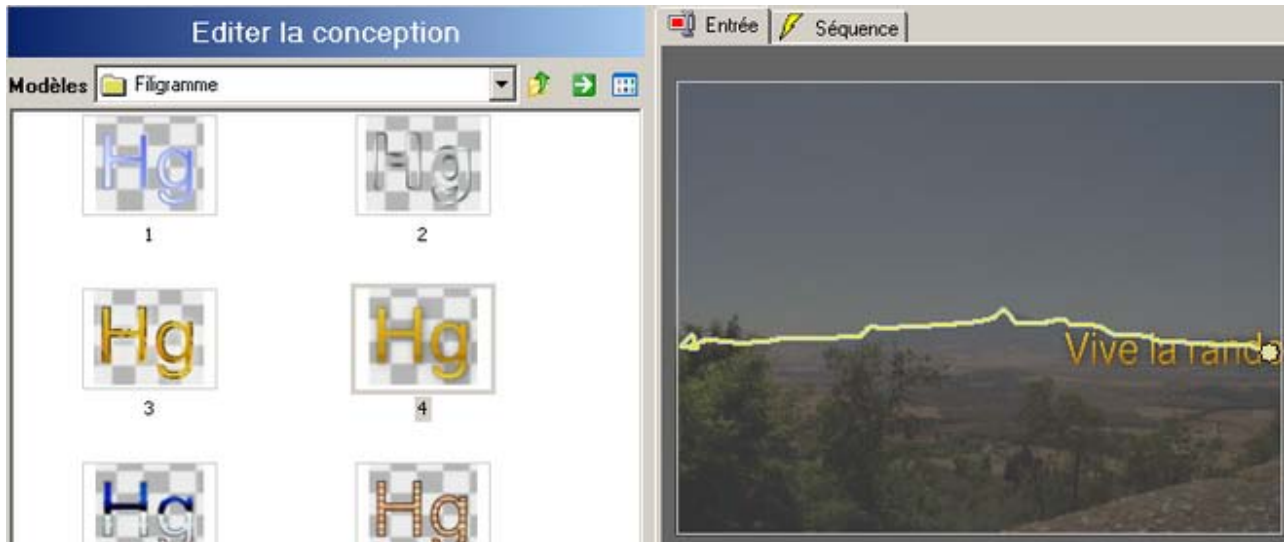 Editer la conception
Modèles Filigramme
Hg
Hg
1
2
Hg
Hg
3
4
Hg
Hg
Entrée Séquence
Vive la rando